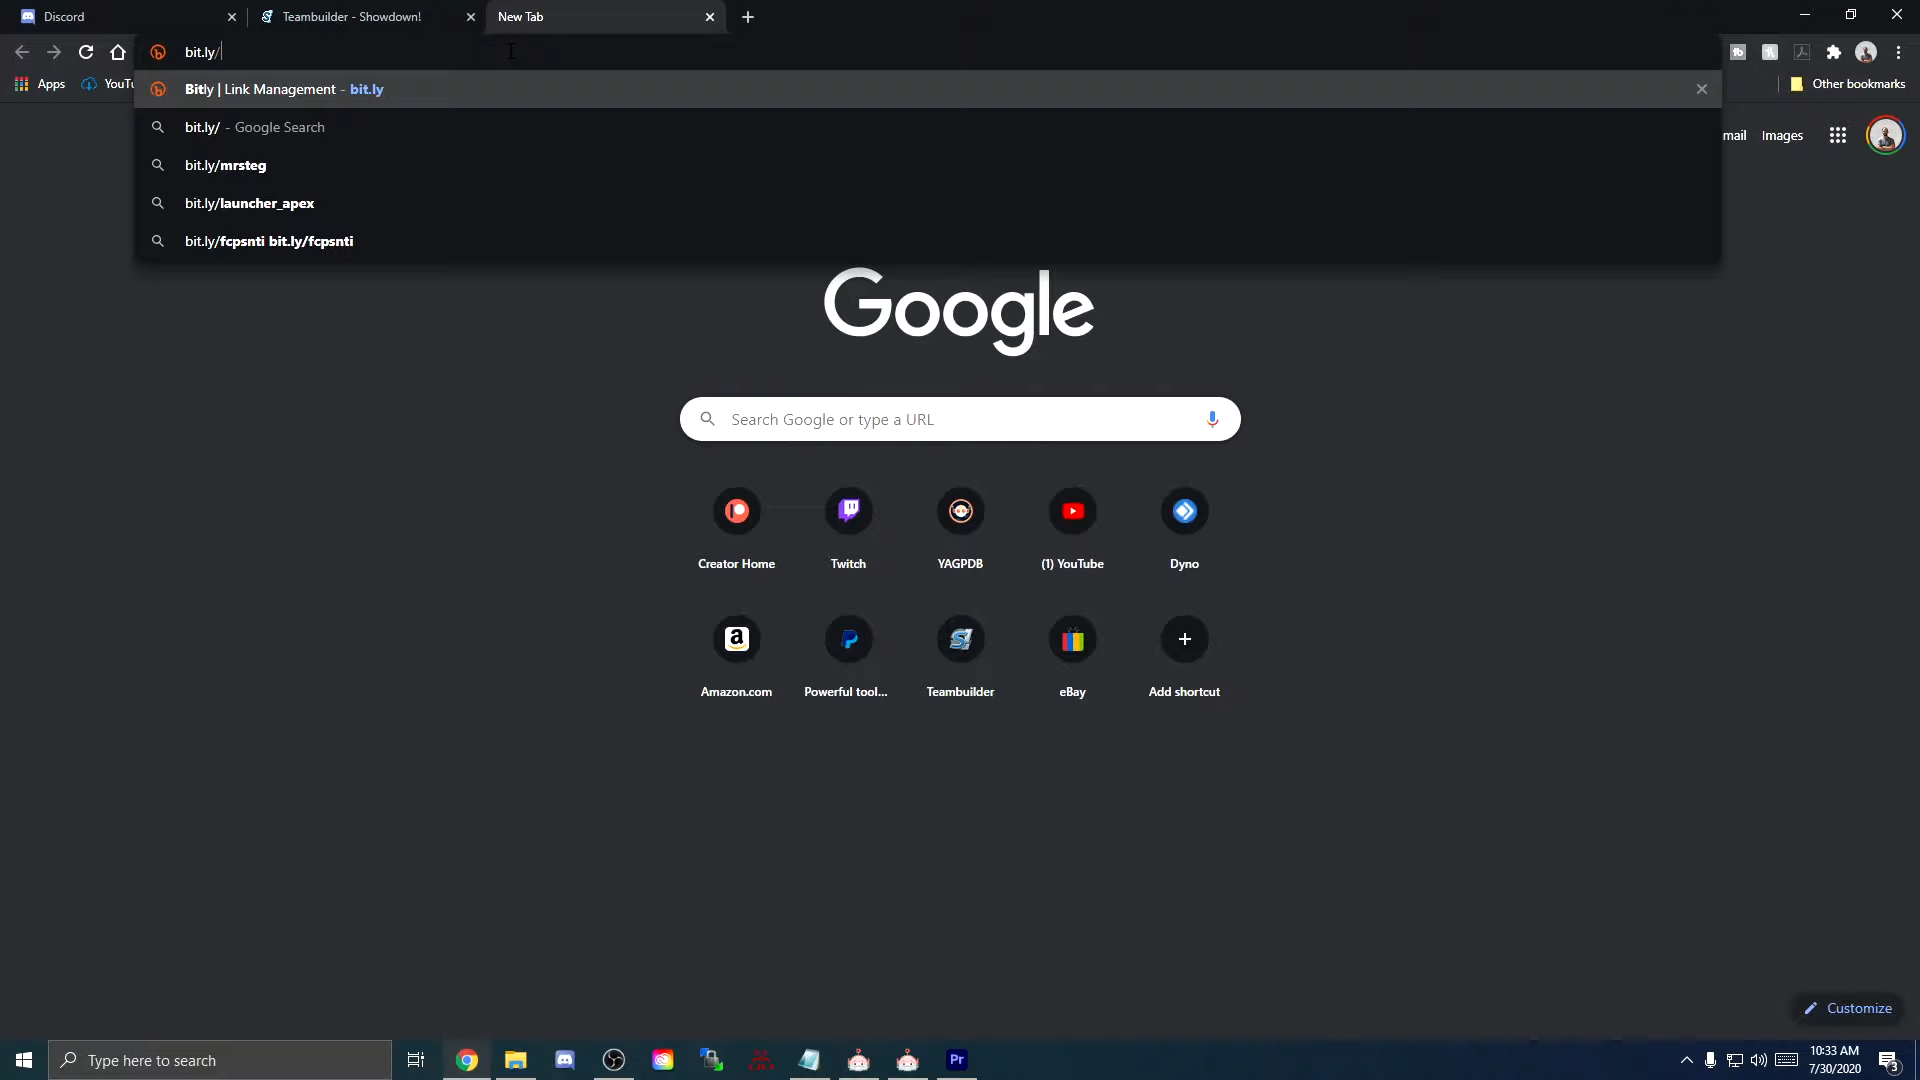 Discord
Teambuilder - Showdown!
New Tab
bit.ly/
Apps
YouTu
Other bookmarks
Bitly | Link Management - bit.ly
bit.ly/ - Google Search
bit.ly/mrsteg
bit.ly/launcher_apex
bit.ly/fcpsnti bit.ly/fcpsnti
mail
Images
Google
Search Google or type a URL
Creator Home
Twitch
YAGPDB
(1) YouTube
Dyno
Amazon.com
Powerful tool...
Teambuilder
eBay
Add shortcut
Customize
Type here to search
Pr
10:33 AM
7/30/2020
3